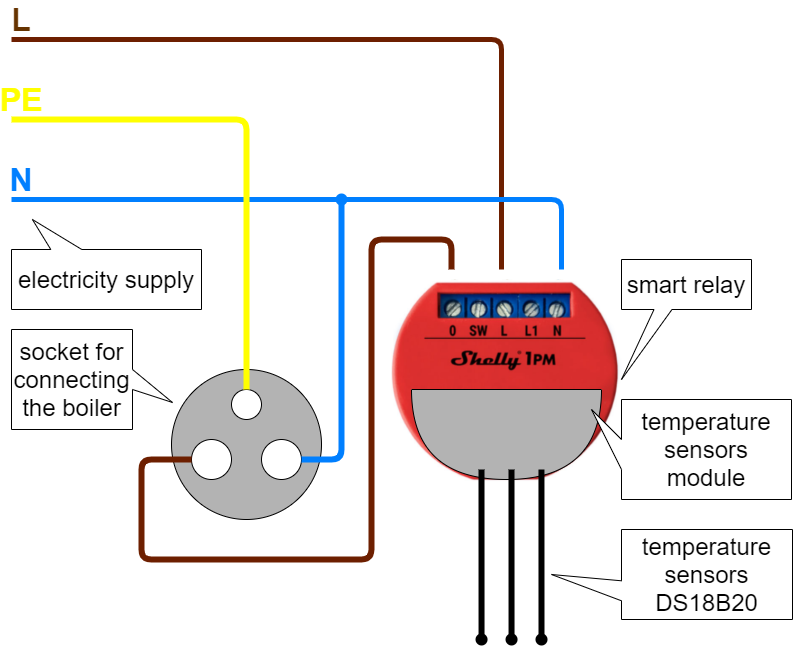 L
PE
N
electricity supply
smart relay
socket for
connecting
the boiler
0 SW L L1 N
Shelly 1PM
temperature
sensors
module
temperature
sensors
DS18B20